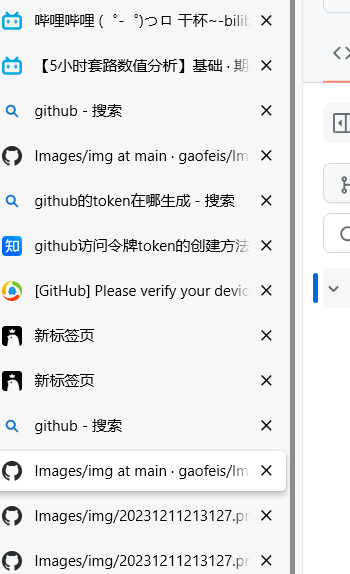 哔哩哔哩 (゜-゜)つロ 干杯~-bilib
【5小时套路数值分析】基础 · 期
github - 搜索
Images/img at main · gaofeis/Im
github的token在哪生成 - 搜索
知
github访问令牌token的创建方法
[GitHub] Please verify your devic
新标签页
新标签页
github - 搜索
Images/img at main · gaofeis/Im
Images/img/20231211213127.pn
Images/img/20231211213127.pn